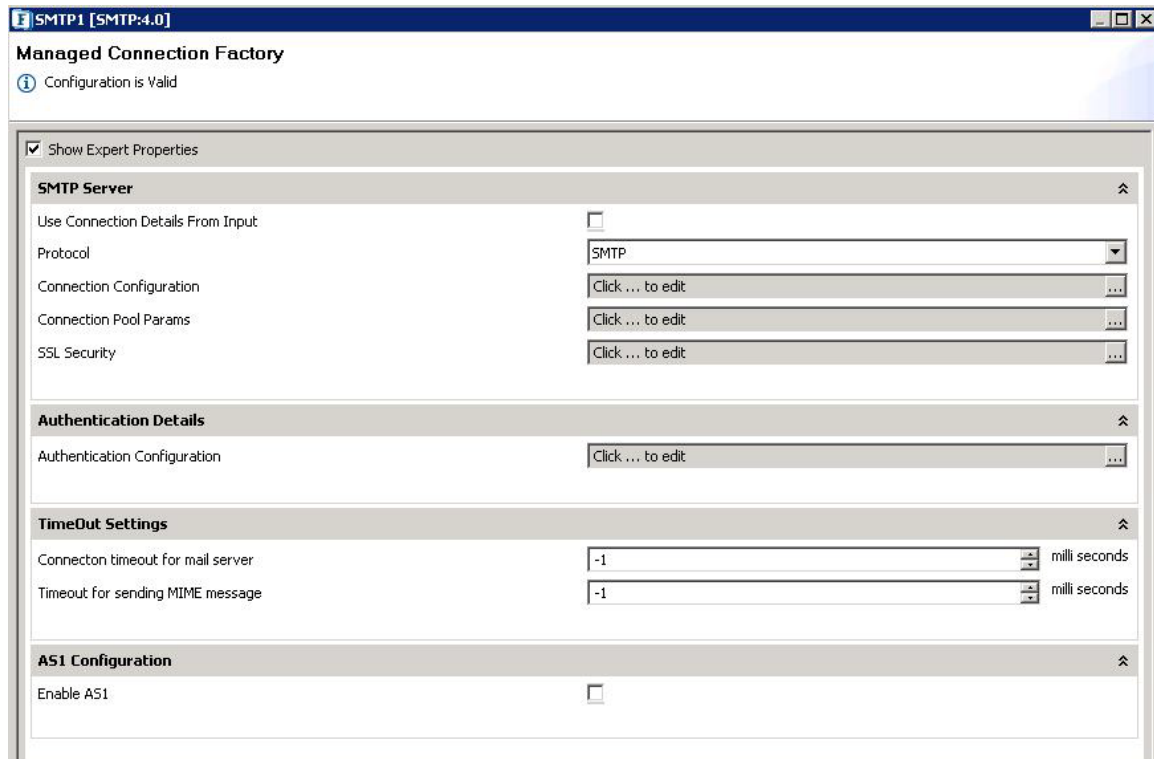 SMTP1 [SMTP:4.0]
Managed Connection Factory
Configuration is Valid
Show Expert Properties
SMTP Server
Use Connection Details From Input
Protocol SMTP
Connection Configuration Click ... to edit ...
Connection Pool Params Click ... to edit ...
SSL Security Click ... to edit ...
Authentication Details
Authentication Configuration Click ... to edit ...
TimeOut Settings
Connecton timeout for mail server -1 milli seconds
Timeout for sending MIME message -1 milli seconds
AS1 Configuration
Enable AS1